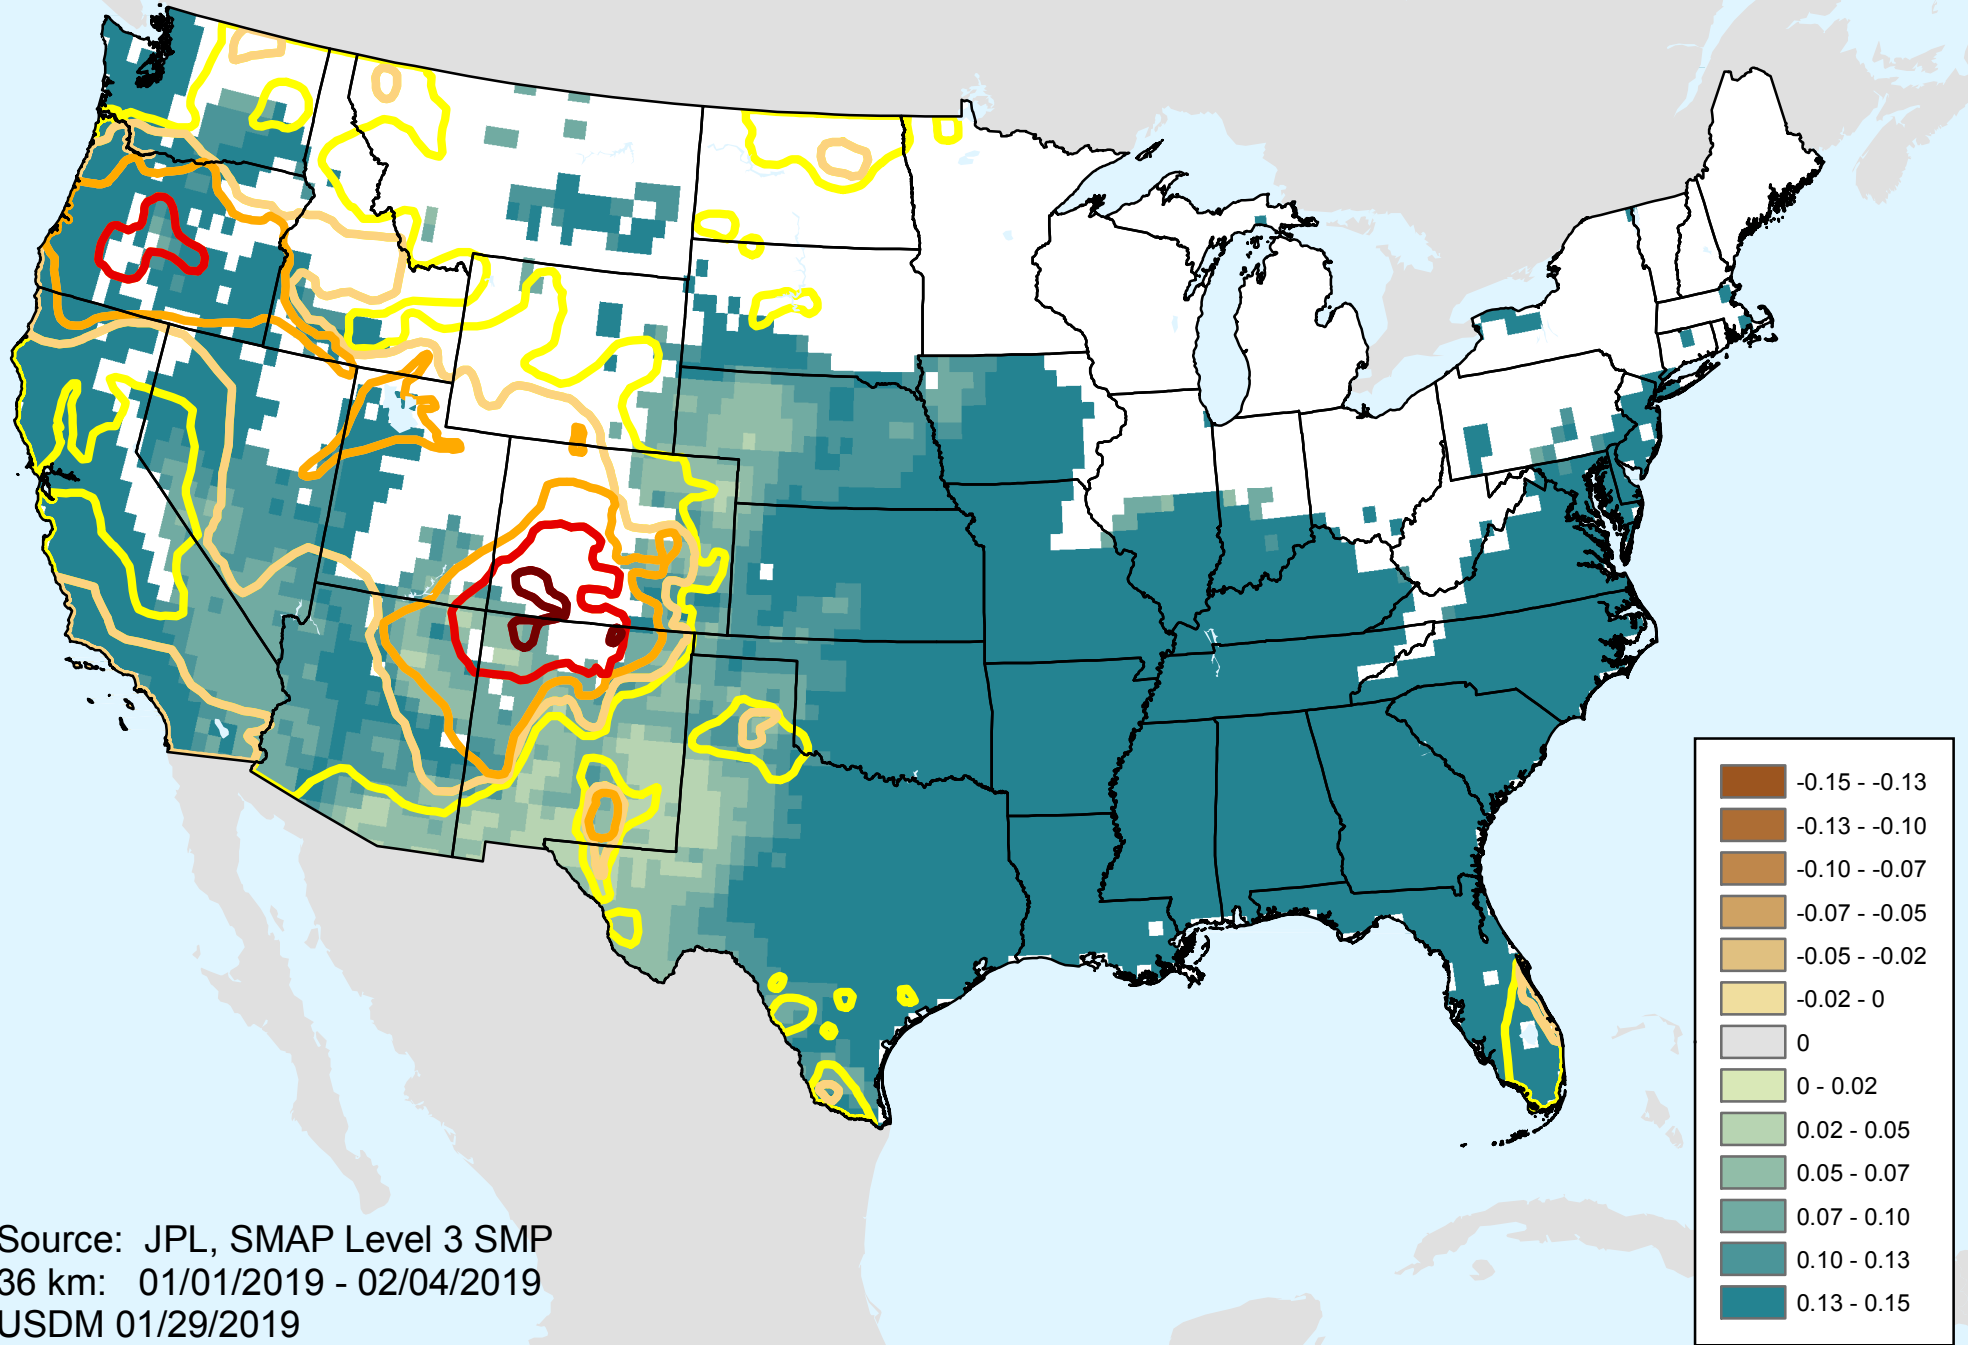 -0.15 - -0.13
-0.13 - -0.10
-0.10 - -0.07
-0.07 - -0.05
-0.05 - -0.02
-0.02 - 0
0
0 - 0.02
0.02 - 0.05
0.05 - 0.07
0.07 - 0.10
0.10 - 0.13
0.13 - 0.15
Source: JPL, SMAP Level 3 SMP
36 km: 01/01/2019 - 02/04/2019
USDM 01/29/2019